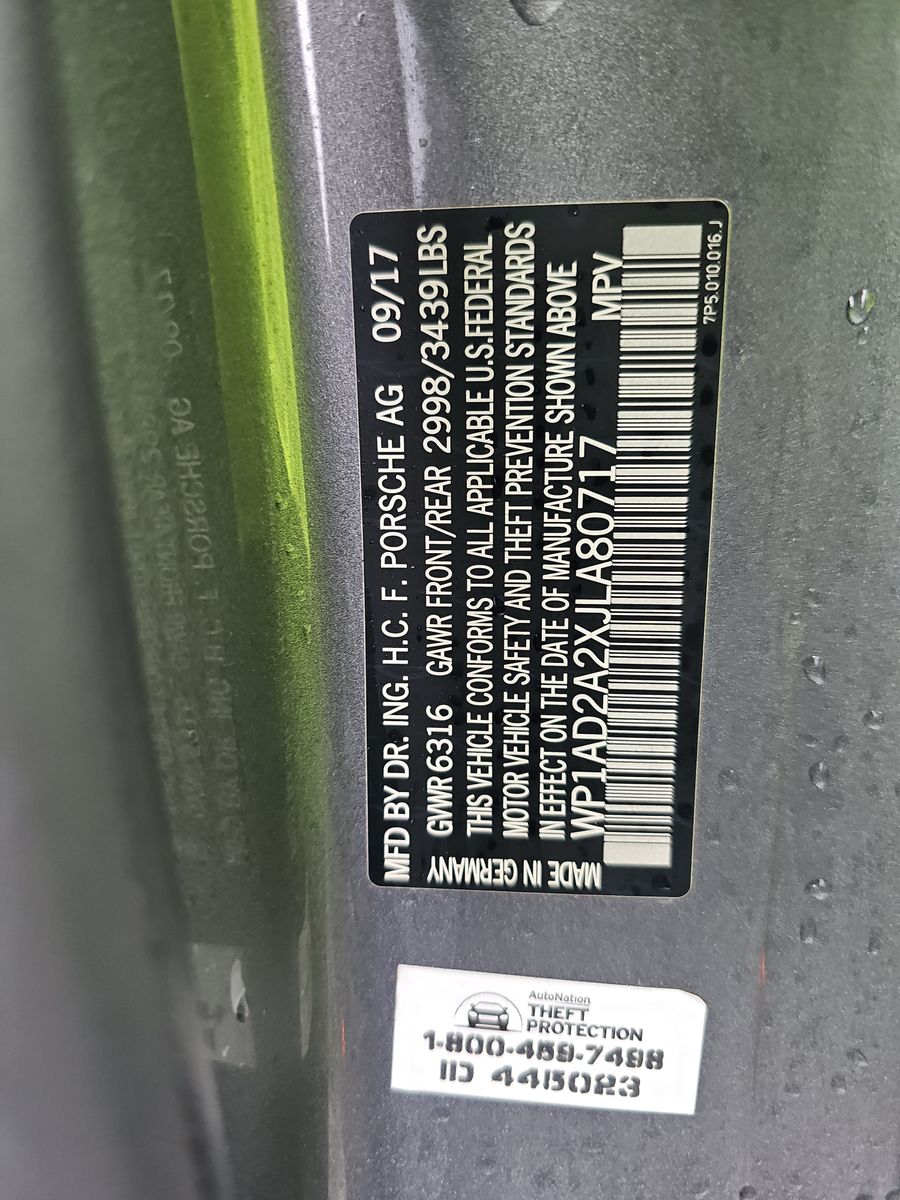 MFD BY DR. ING. H.C. F. PORSCHE AG 09/17
GWR 6316 GAWR FRONT/REAR 2998/3439LBS
THIS VEHICLE CONFORMS TO ALL APPLICABLE U.S.FEDERAL
MOTOR VEHICLE SAFETY AND THEFT PREVENTION STANDARDS
IN EFFECT ON THE DATE OF MANUFACTURE SHOWN ABOVE
WP1AD2A2XJLA80717 MPV
MADE IN GERMANY
7P5.010.016.J
AutoNation
THEFT
PROTECTION
1-800-459-7498
ID 4415023